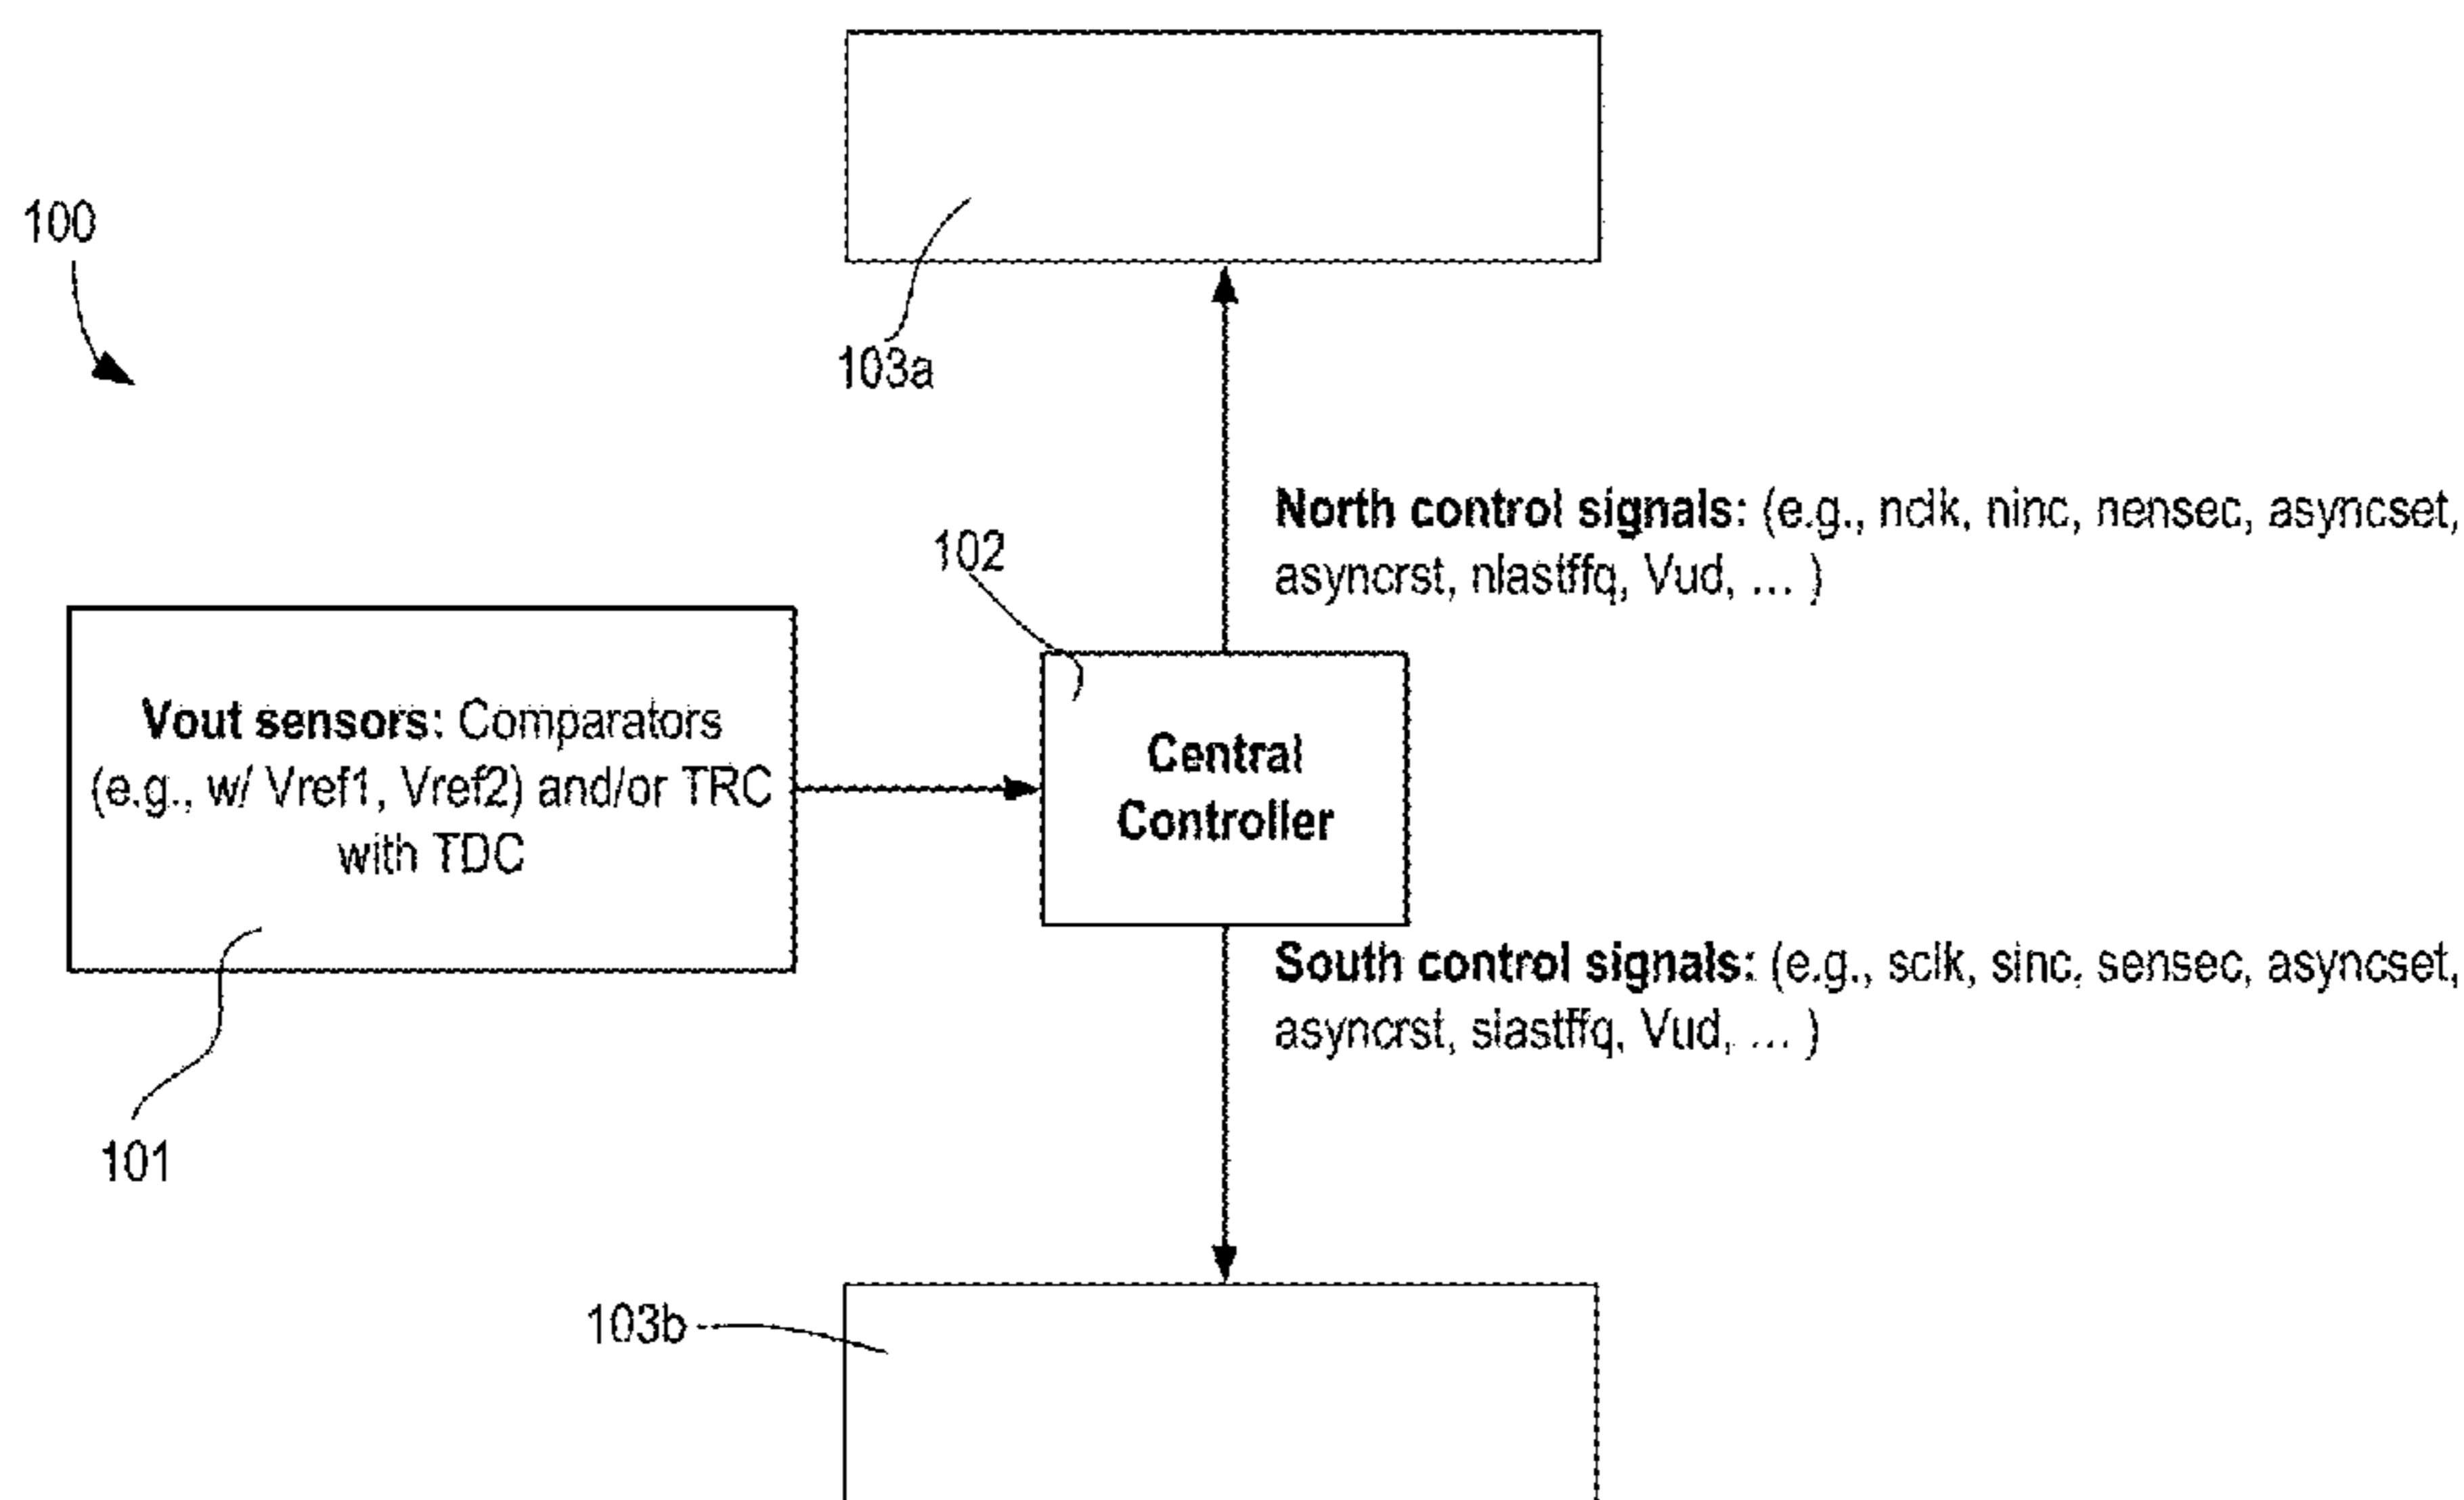 100
103a
North control signals: (e.g., nclk, ninc, nensec, asyncset,
asyncrst, nlastffq, Vud, ... )
102
Vout sensors: Comparators
(e.g., w/ Vref1, Vref2) and/or TRC
with TDC
Central
Controller
South control signals: (e.g., sclk, sinc, sensec, asyncset,
asyncrst, slastffq, Vud, ... )
101
103b